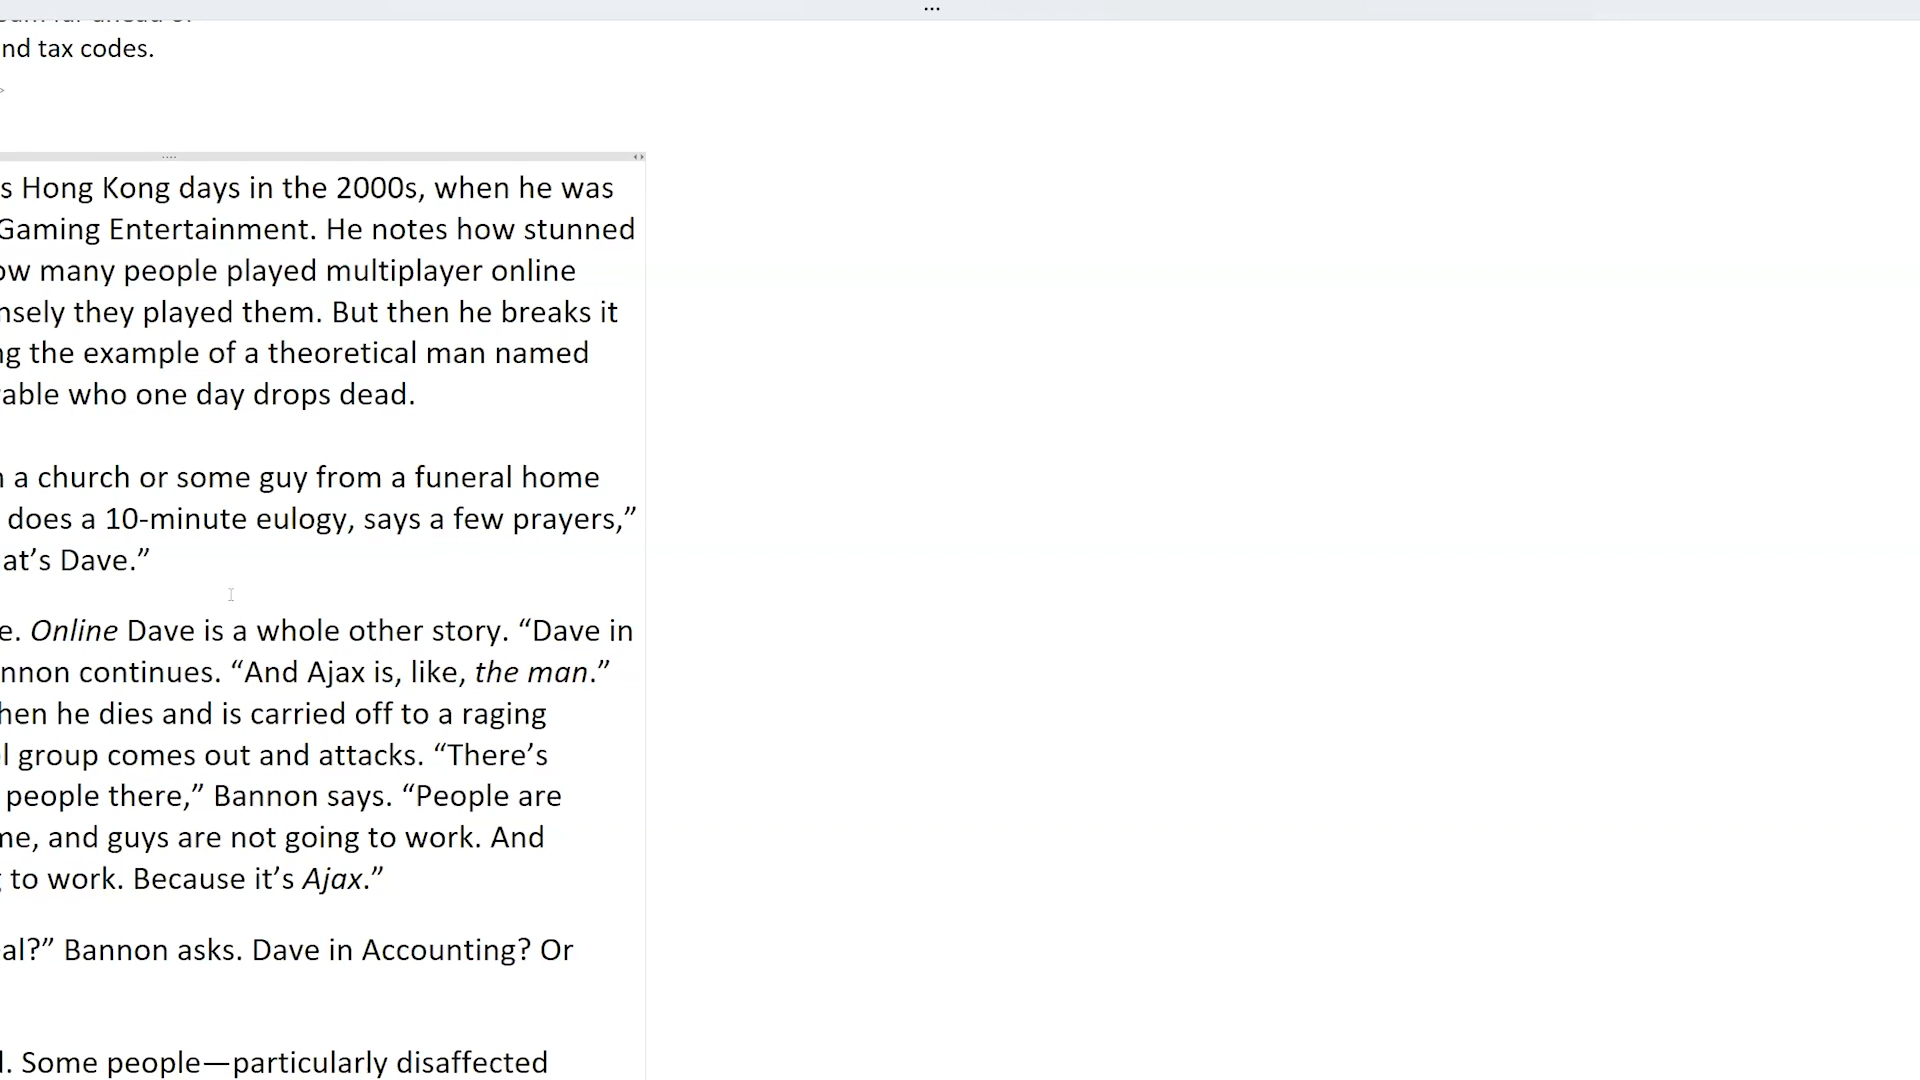 nd tax codes.
s Hong Kong days in the 2000s, when he was
Gaming Entertainment. He notes how stunned
ow many people played multiplayer online
nsely they played them. But then he breaks it
ng the example of a theoretical man named
able who one day drops dead.
n a church or some guy from a funeral home
does a 10-minute eulogy, says a few prayers,”
at’s Dave.”
e. Online Dave is a whole other story. “Dave in
nnon continues. “And Ajax is, like, the man.”
hen he dies and is carried off to a raging
l group comes out and attacks. “There’s
people there,” Bannon says. “People are
me, and guys are not going to work. And
to work. Because it’s Ajax.”
al?” Bannon asks. Dave in Accounting? Or
l. Some people—particularly disaffected